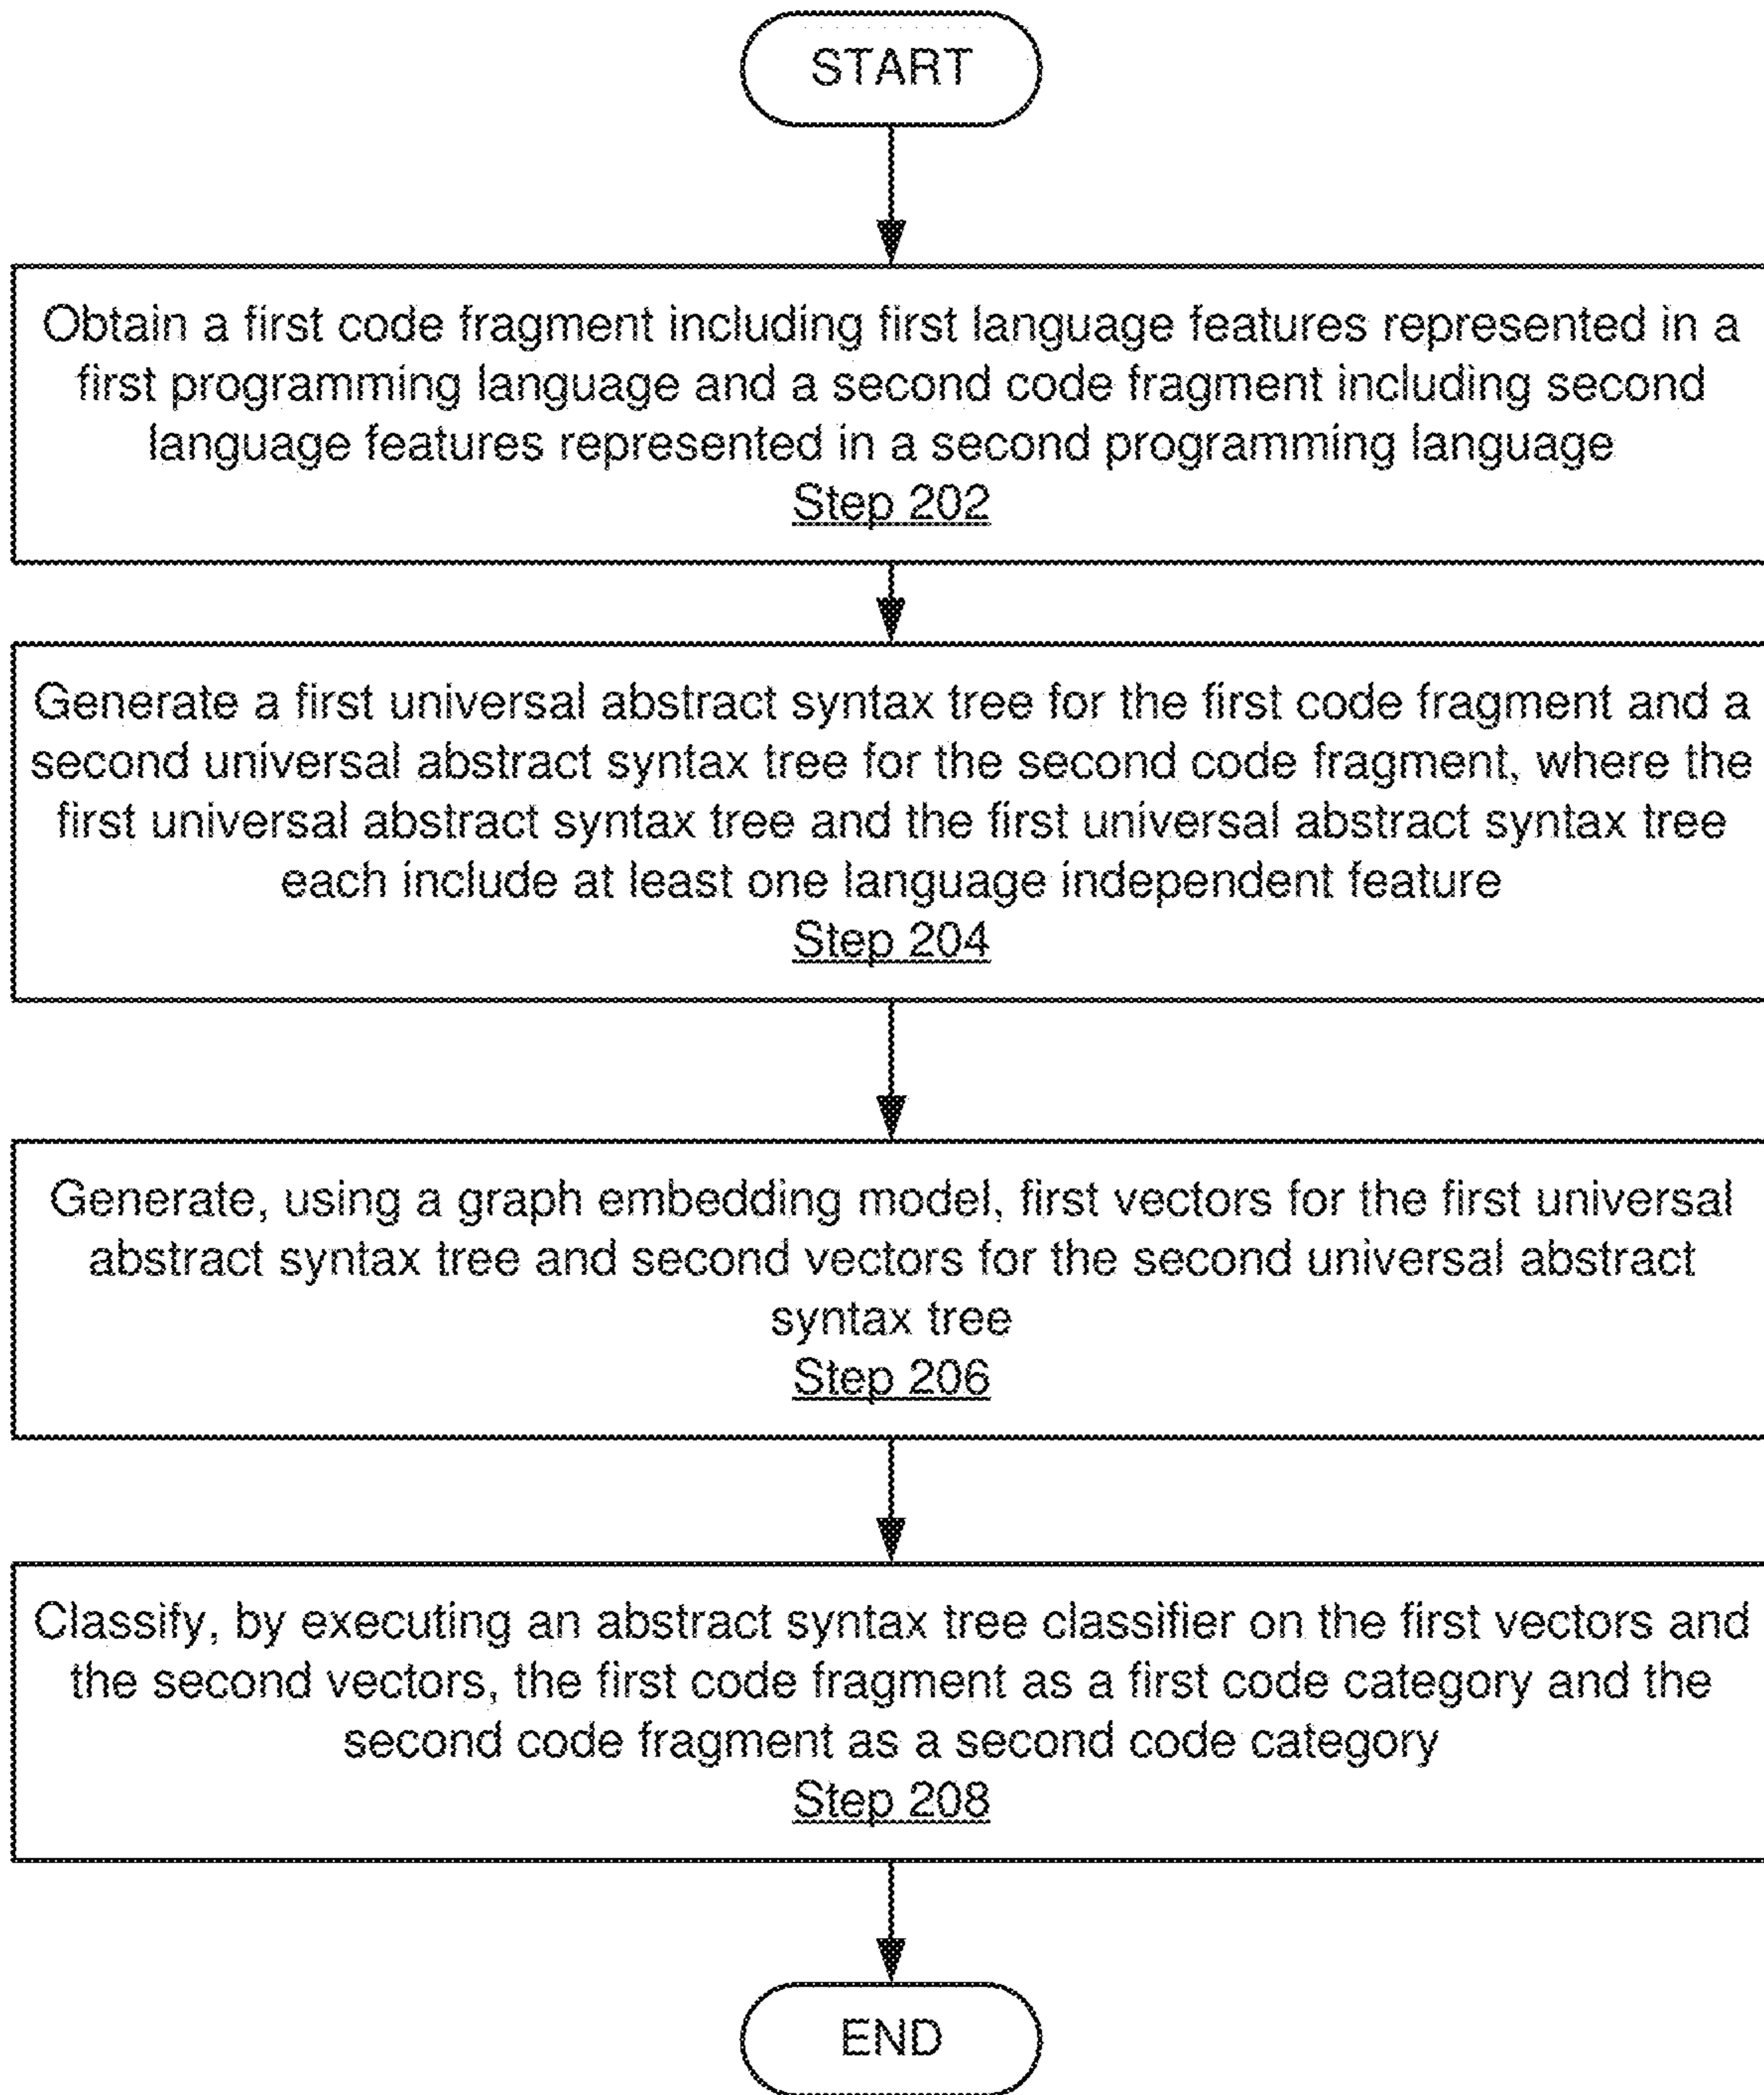 START
Obtain a first code fragment including first language features represented in a
first programming language and a second code fragment including second
language features represented in a second programming language
Step 202
Generate a first universal abstract syntax tree for the first code fragment and a
second universal abstract syntax tree for the second code fragment, where the
first universal abstract syntax tree and the first universal abstract syntax tree
each include at least one language independent feature
Step 204
Generate, using a graph embedding model, first vectors for the first universal
abstract syntax tree and second vectors for the second universal abstract
syntax tree
Step 206
Classify, by executing an abstract syntax tree classifier on the first vectors and
the second vectors, the first code fragment as a first code category and the
second code fragment as a second code category
Step 208
END